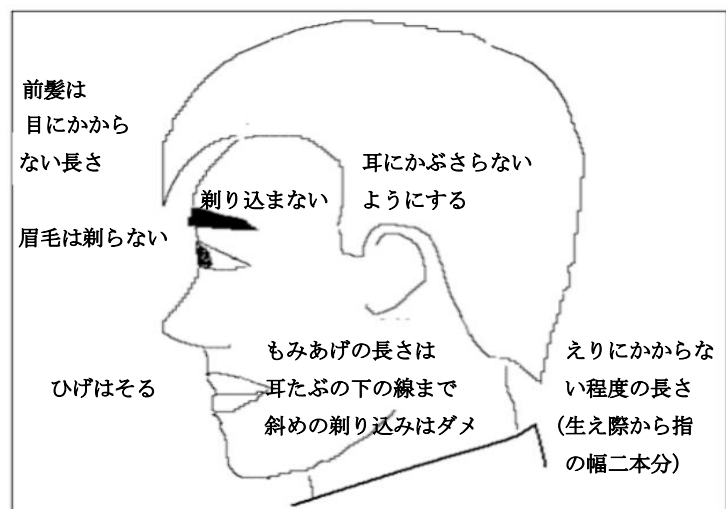 前髪は
目にかから
ない長さ
耳にかぶさらない
ようにする
剃り込まない
眉毛は剃らない
もみあげの長さは
耳たぶの下の線まで
斜めの剃り込みはダメ
ひげはそる
えりにかからな
い程度の長さ
(生え際から指
の幅二本分)